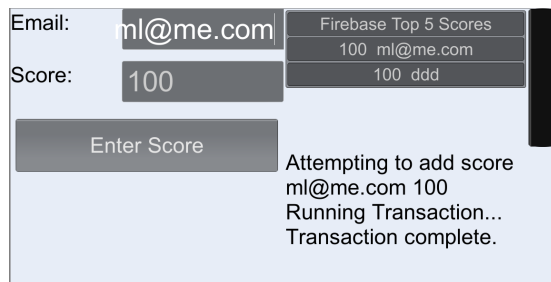 Email:
ml@me.com
Score:
100
Enter Score
Firebase Top 5 Scores
100 ml@me.com
100 ddd
Attempting to add score
ml@me.com 100
Running Transaction...
Transaction complete.